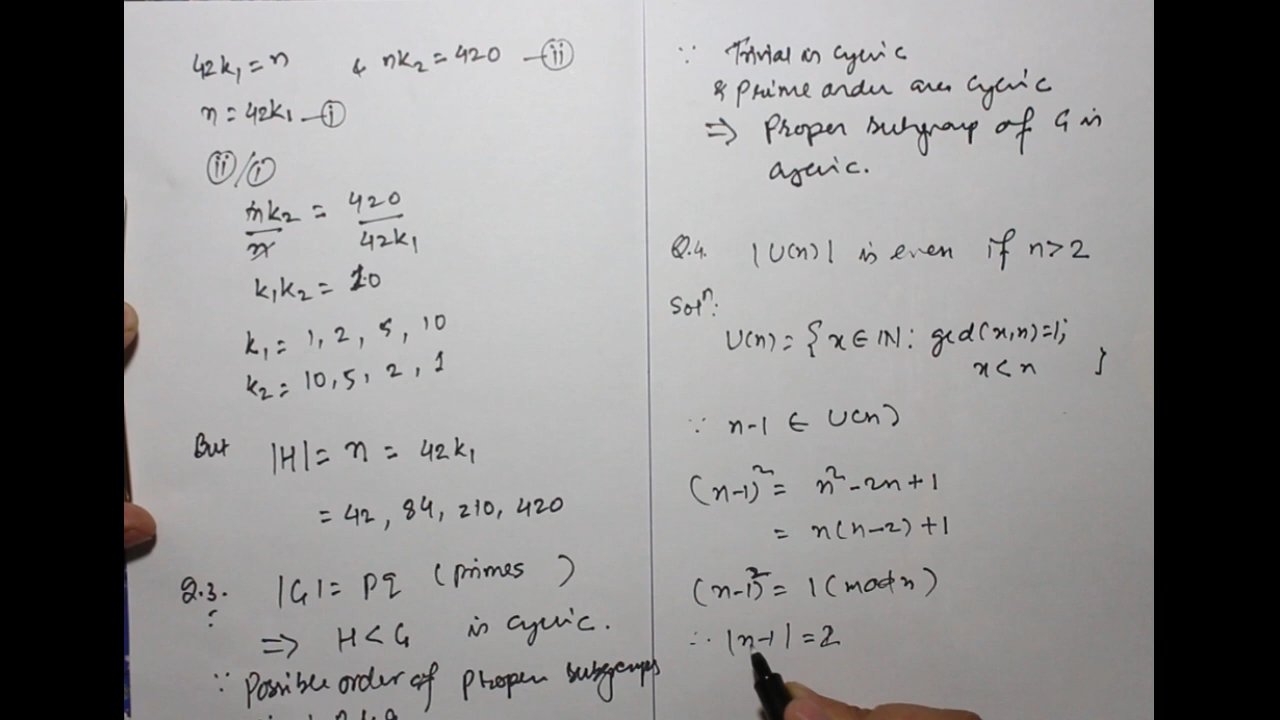 42k₁ = n & nk₂ = 420 — (ii)
n = 42k₁ — (i)
(ii)/(i)
nk₂/n = 420/42k₁
k₁k₂ = 10
k₁ = 1, 2, 5, 10
k₂ = 10, 5, 2, 1
But |H| = n = 42k₁
= 42, 84, 210, 420
Q.3. |G| = pq (primes)
⇒ H < G is cyclic.
∵ Possible order of proper subgroups
∵ Trivial is cyclic
& prime order are cyclic
⇒ Proper subgroup of G is
cyclic.
Q.4. |U(n)| is even if n > 2
Solⁿ:
U(n) = { x ∈ ℕ : gcd(x, n) = 1;
x < n }
∵ n-1 ∈ U(n)
(n-1)² = n² - 2n + 1
= n(n-2) + 1
(n-1)² = 1 (mod n)
∴ |n-1| = 2